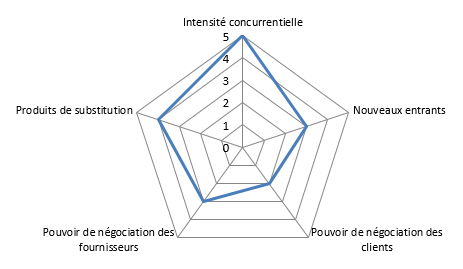 Intensité concurrentielle
5
4
3
2
1
0
Produits de substitution
Nouveaux entrants
Pouvoir de négociation des
fournisseurs
Pouvoir de négociation des
clients